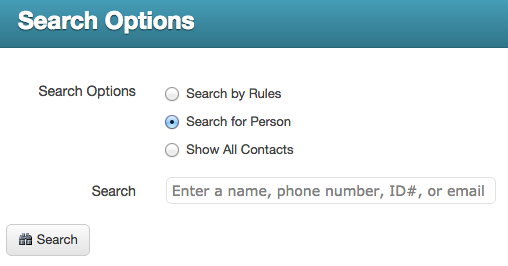 Search Options
Search Options
Search by Rules
Search for Person
Show All Contacts
Search
Enter a name, phone number, ID#, or email
Search